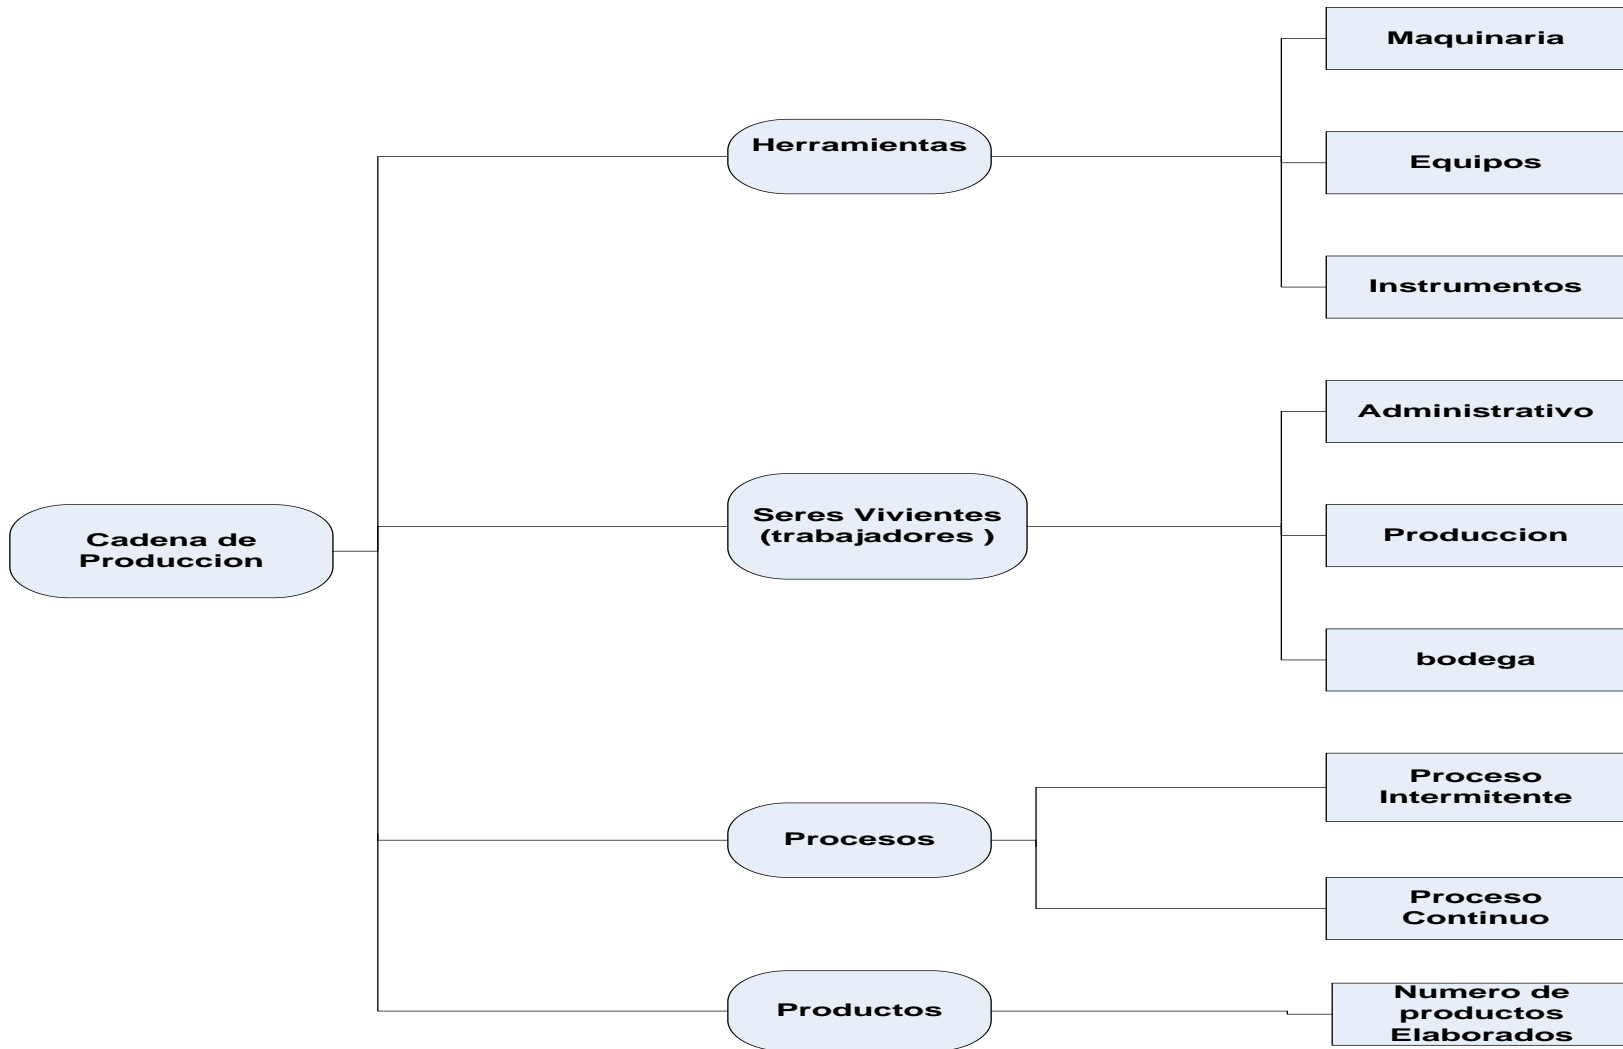 Maquinaria
Herramientas
Equipos
Instrumentos
Administrativo
Cadena de
Produccion
Seres Vivientes
(trabajadores )
Produccion
bodega
Procesos
Proceso
Intermitente
Proceso
Continuo
Productos
Numero de
productos
Elaborados